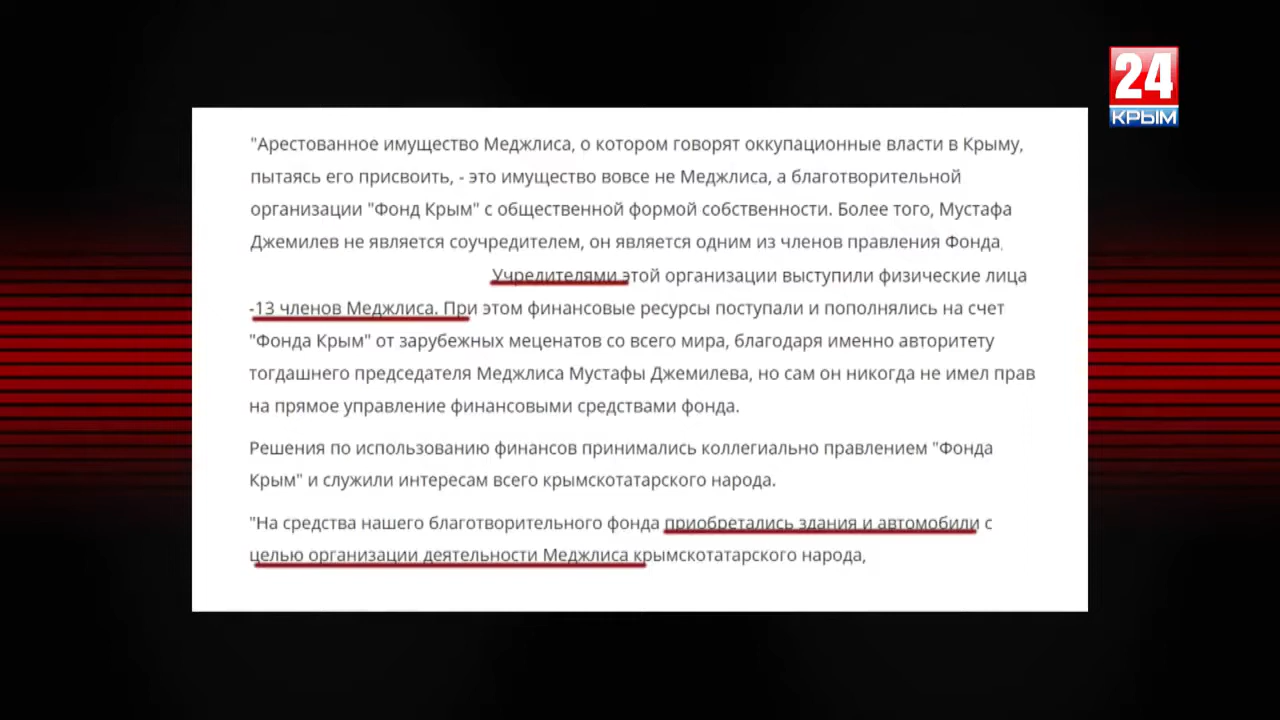 24
КРЫМ
"Арестованное имущество Меджлиса, о котором говорят оккупационные власти в Крыму,
пытаясь его присвоить, - это имущество вовсе не Меджлиса, а благотворительной
организации "Фонд Крым" с общественной формой собственности. Более того, Мустафа
Джемилев не является соучредителем, он является одним из членов правления Фонда
Учредителями этой организации выступили физические лица
-13 членов Меджлиса. При этом финансовые ресурсы поступали и пополнялись на счет
"Фонда Крым" от зарубежных меценатов со всего мира, благодаря именно авторитету
тогдашнего председателя Меджлиса Мустафы Джемилева, но сам он никогда не имел прав
на прямое управление финансовыми средствами фонда.
Решения по использованию финансов принимались коллегиально правлением "Фонда
Крым" и служили интересам всего крымскотатарского народа.
"На средства нашего благотворительного фонда приобретались здания и автомобили с
целью организации деятельности Меджлиса крымскотатарского народа,